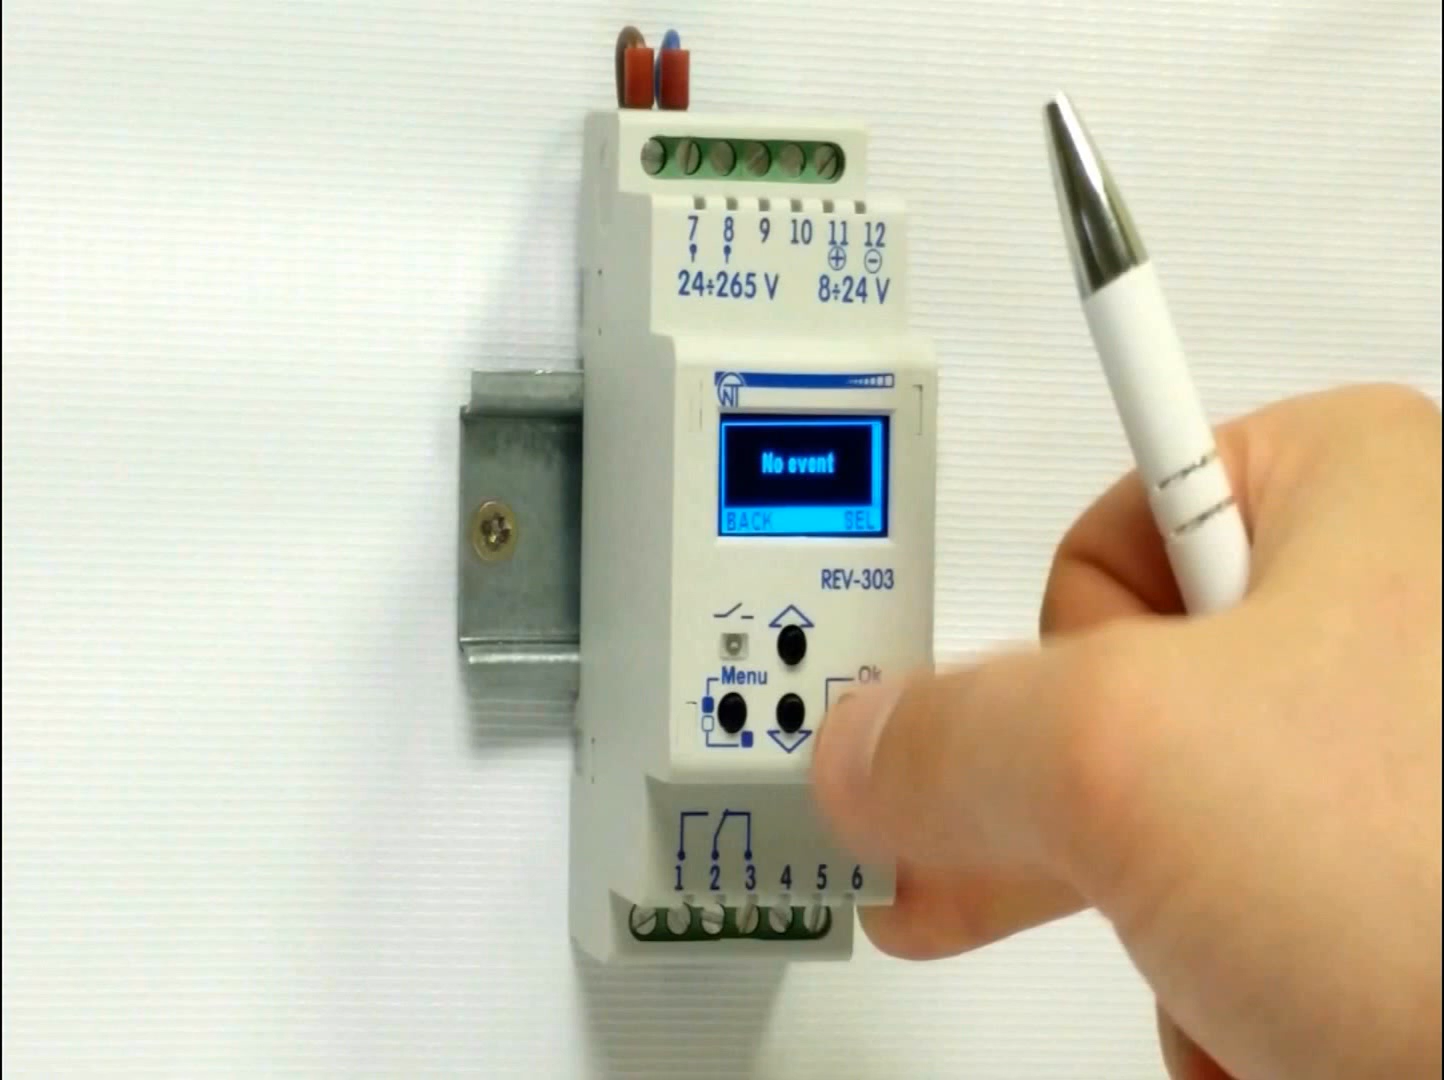 7 8 9 10 11 12
24÷265 V 8÷24 V
NT
No event
BACK SEL
REV-303
Menu Ok
1 2 3 4 5 6